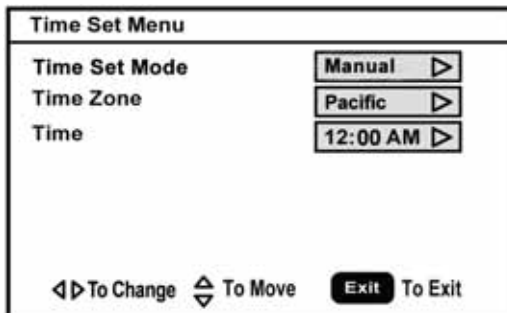 Time Set Menu
Time Set Mode Manual
Time Zone Pacific
Time 12:00 AM
To Change To Move Exit To Exit